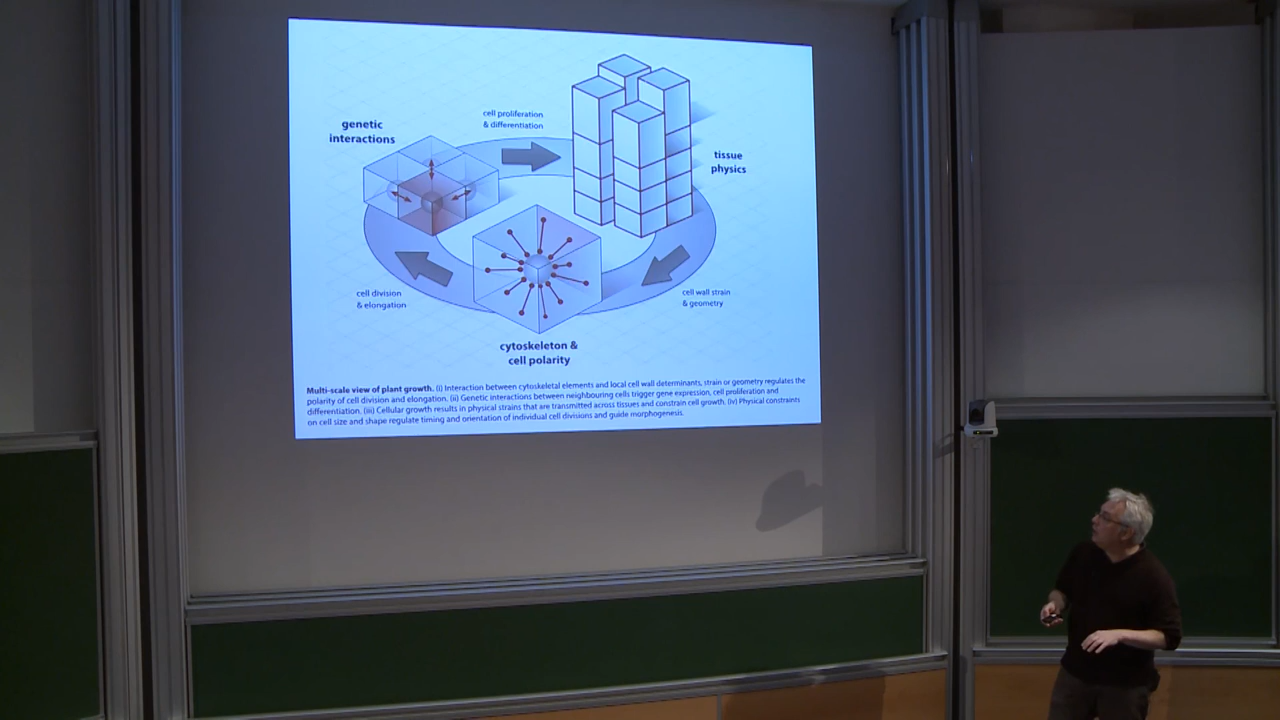 genetic
interactions
cell proliferation
& differentiation
tissue
physics
cell division
& elongation
cell wall strain
& geometry
cytoskeleton &
cell polarity
Multi-scale view of plant growth. (i) Interaction between cytoskeletal elements and local cell wall determinants, strain or geometry regulates the
polarity of cell division and elongation. (ii) Genetic interactions between neighbouring cells trigger gene expression, cell proliferation and
differentiation. (iii) Cellular growth results in physical strains that are transmitted across tissues and constrain cell growth. (iv) Physical constraints
on cell size and shape regulate timing and orientation of individual cell divisions and guide morphogenesis.